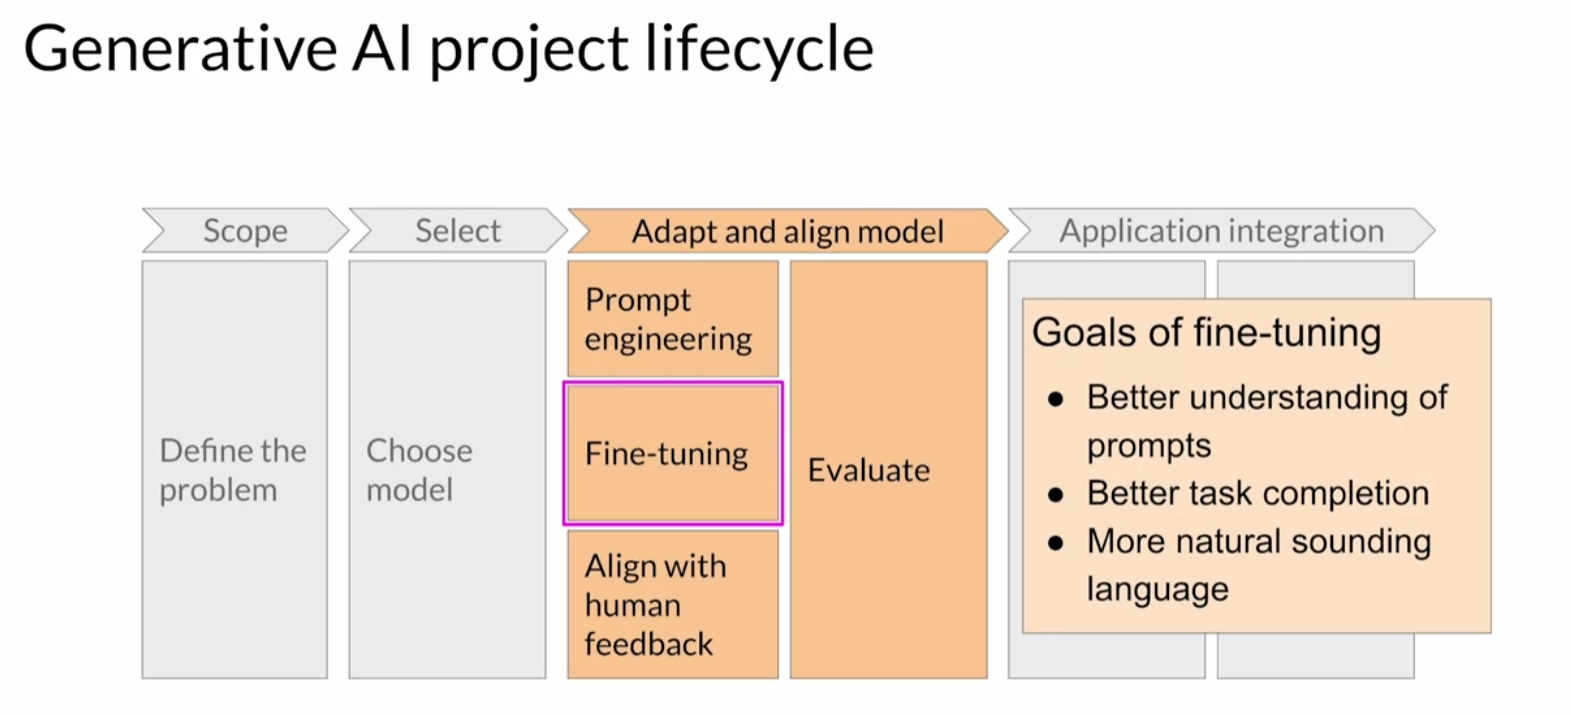 Generative AI project lifecycle
Scope
Select
Adapt and align model
Application integration
Define the
problem
Choose
model
Prompt
engineering
Fine-tuning
Align with
human
feedback
Evaluate
Goals of fine-tuning
● Better understanding of
prompts
● Better task completion
● More natural sounding
language